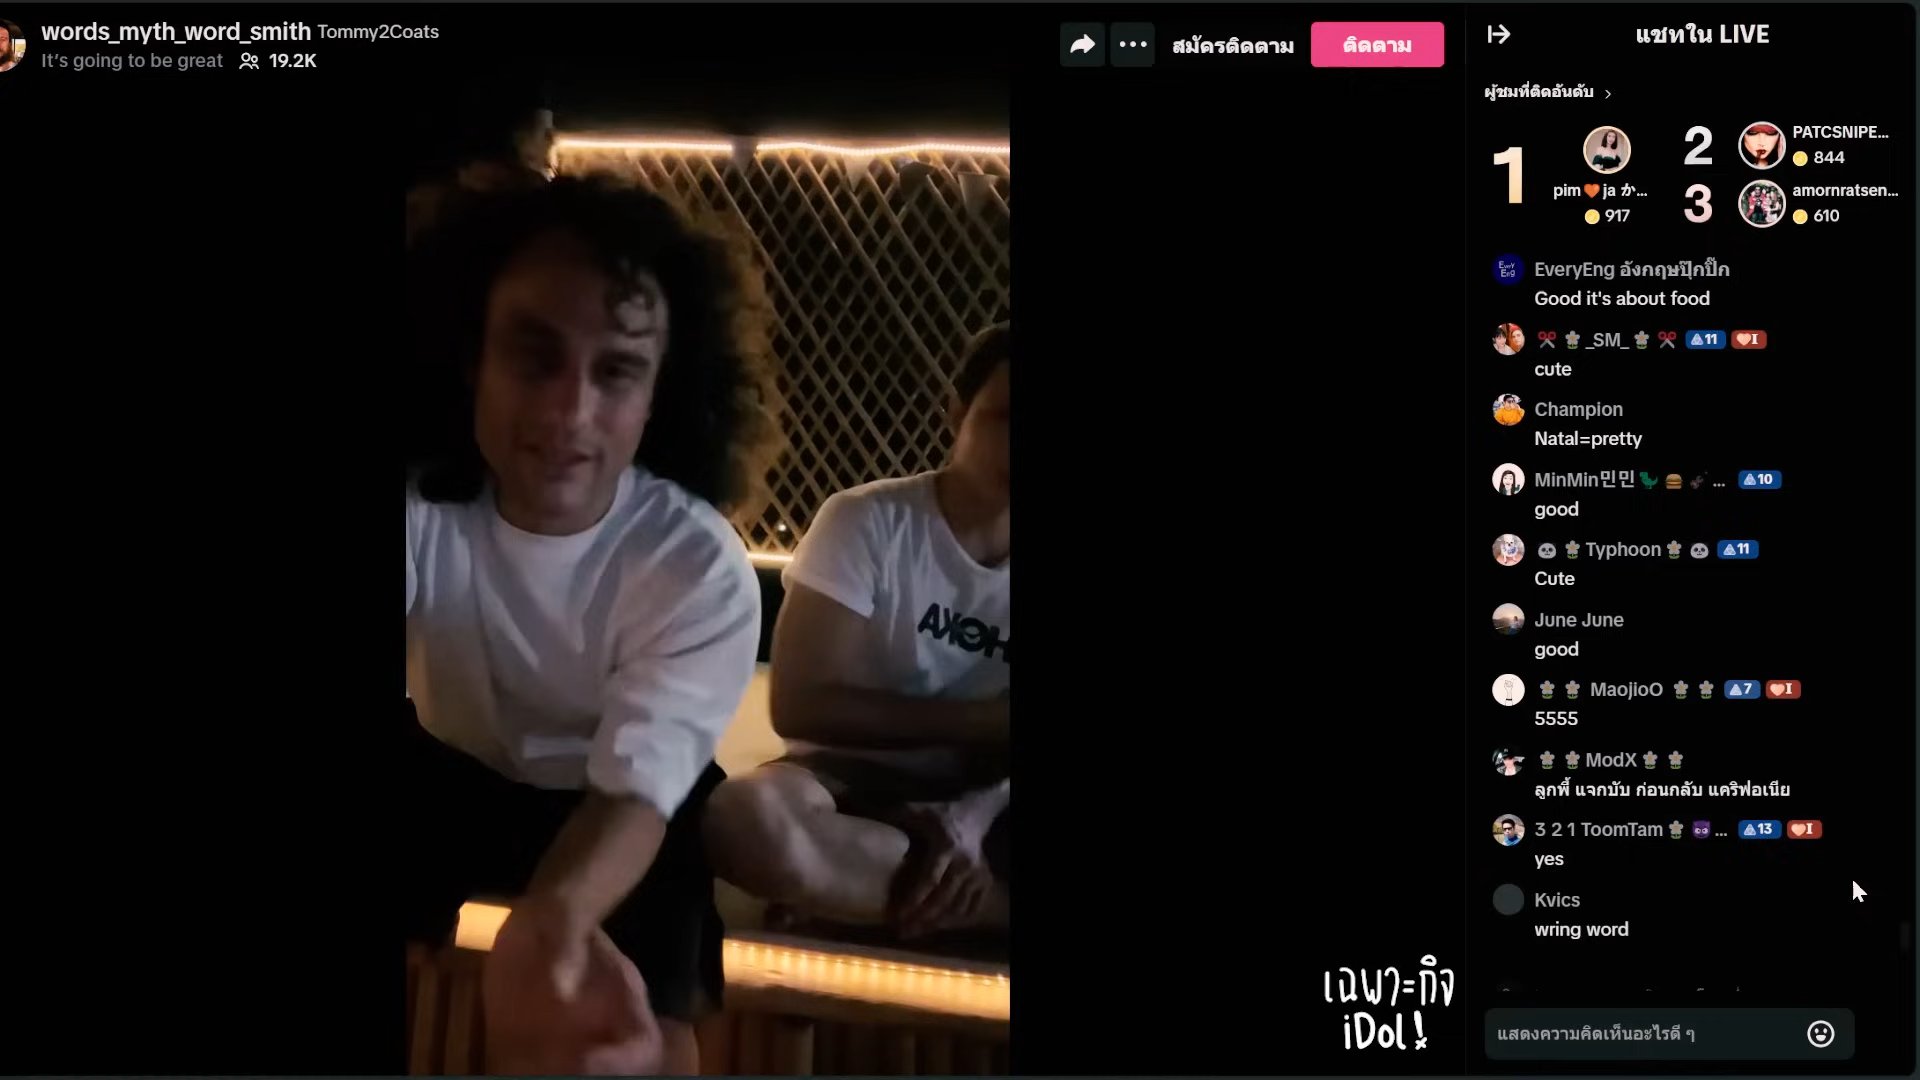 words_myth_word_smith Tommy2Coats
It's going to be great 19.2K
สมัครติดตาม
ติดตาม
แชทใน LIVE
ผู้ชมที่ติดอันดับ
1
pim🧡ja か...
917
2
PATCSNIPE...
844
3
amornratsen...
610
EveryEng อังกฤษปุ๊กปิ๊ก
Good it's about food
_SM_ 11 I
cute
Champion
Natal=pretty
MinMin민민 ... 10
good
Typhoon 11
Cute
June June
good
MaojioO 7 I
5555
ModX
ลูกพี่ แจกบับ ก่อนกลับ แคริฟอเนีย
3 2 1 ToomTam ... 13 I
yes
Kvics
wring word
แสดงความคิดเห็นอะไรดี ๆ
HOKA
เฉพาะกิจ
iDol!